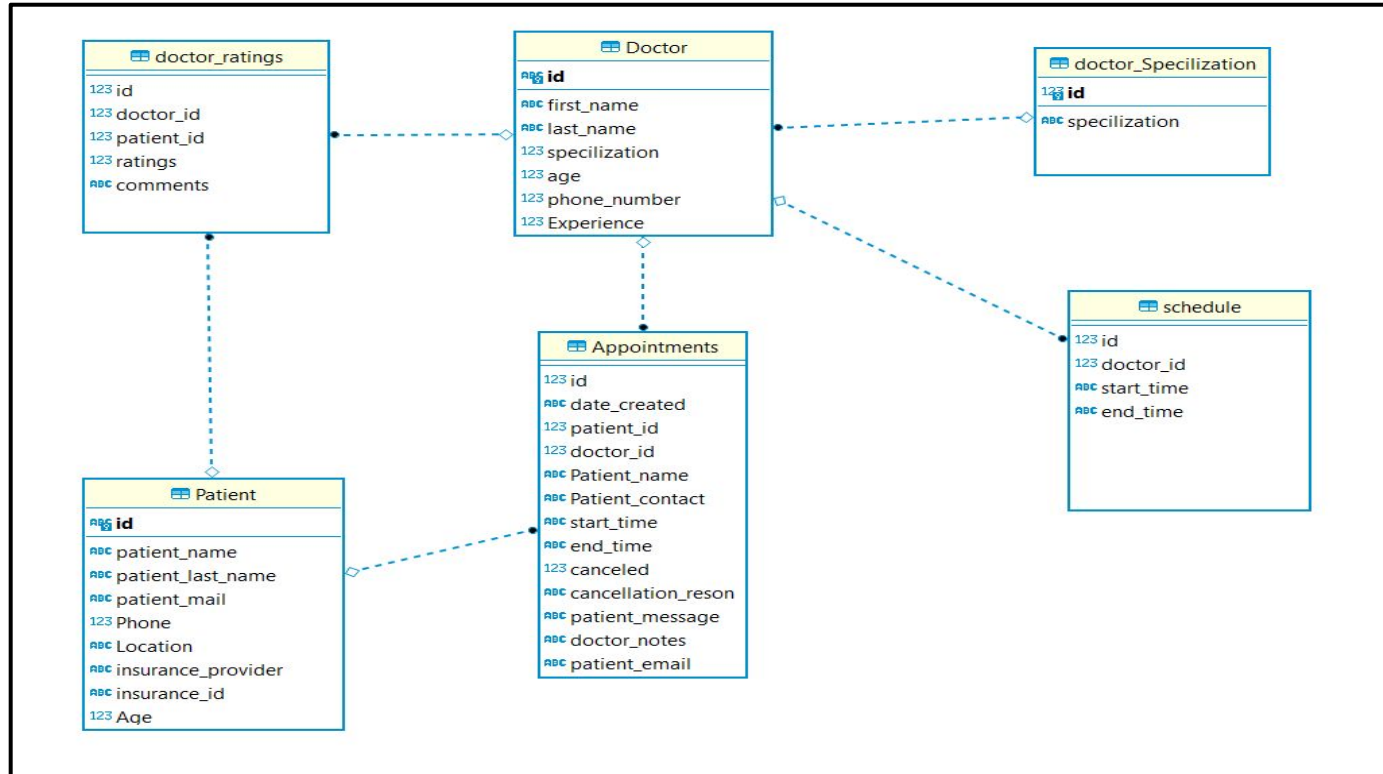 doctor_ratings
123 id
123 doctor_id
123 patient_id
123 ratings
ABC comments
Doctor
ABC id
ABC first_name
ABC last_name
123 specilization
123 age
123 phone_number
123 Experience
doctor_Specilization
123 id
ABC specilization
schedule
123 id
123 doctor_id
ABC start_time
ABC end_time
Appointments
123 id
ABC date_created
123 patient_id
123 doctor_id
ABC Patient_name
ABC Patient_contact
ABC start_time
ABC end_time
123 canceled
ABC cancellation_reson
ABC patient_message
ABC doctor_notes
ABC patient_email
Patient
ABC id
ABC patient_name
ABC patient_last_name
ABC patient_mail
123 Phone
ABC Location
ABC insurance_provider
ABC insurance_id
123 Age